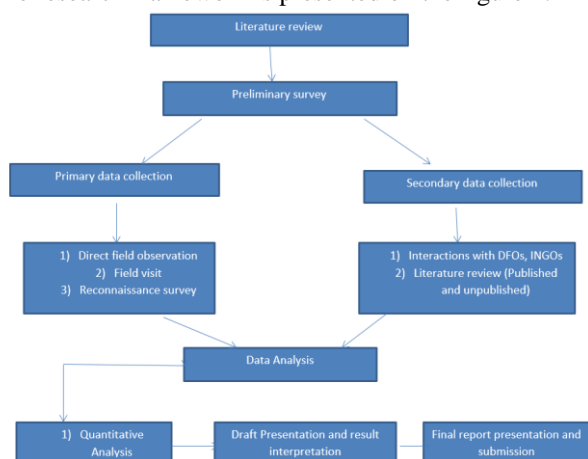 Literature review
Preliminary survey
Primary data collection
Secondary data collection
1) Direct field observation
2) Field visit
3) Reconnaissance survey
1) Interactions with DFOs, INGOs
2) Literature review (Published
and unpublished)
Data Analysis
1) Quantitative
Analysis
Draft Presentation and result
interpretation
Final report presentation and
submission